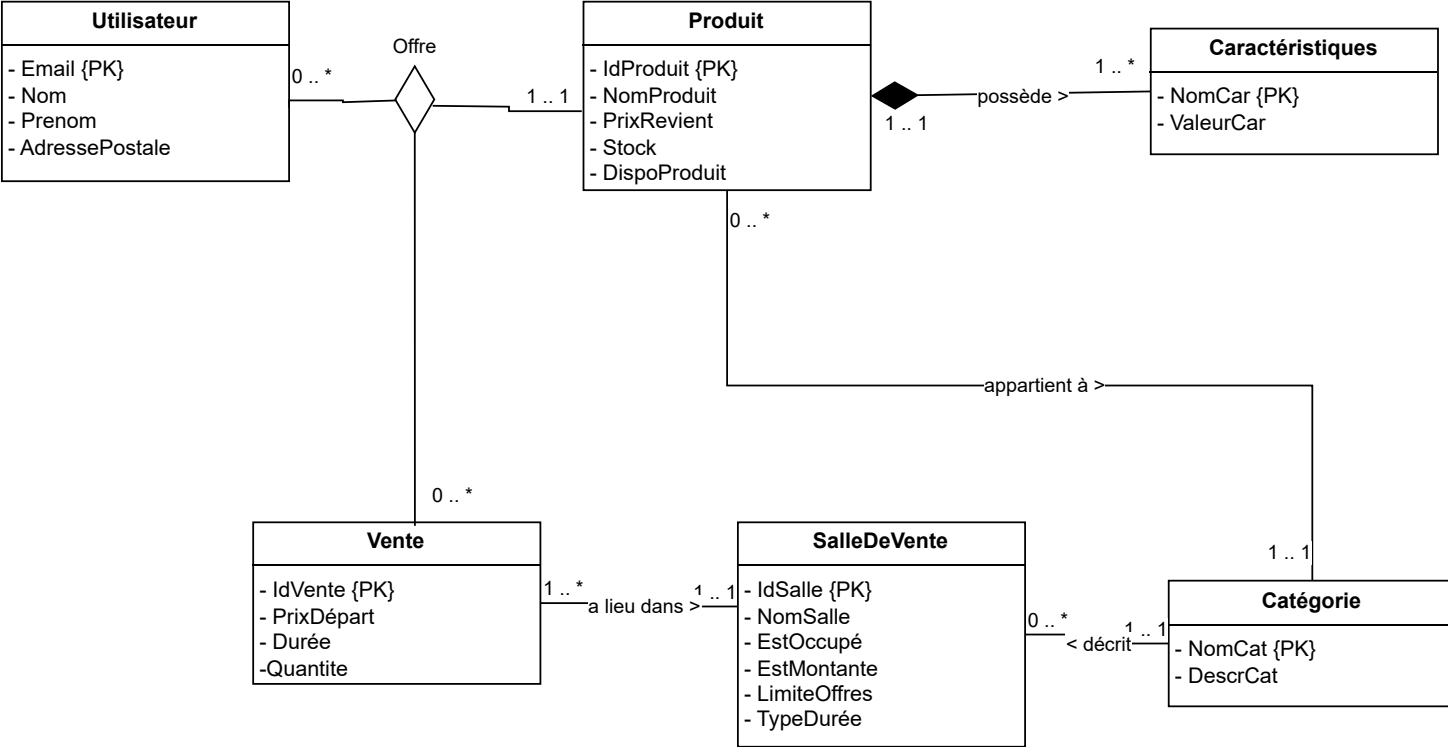 Utilisateur
- Email {PK}
- Nom
- Prenom
- AdressePostale
0 .. *
Offre
1 .. 1
Produit
- IdProduit {PK}
- NomProduit
- PrixRevient
- Stock
- DispoProduit
1 .. 1
possède >
1 .. *
Caractéristiques
- NomCar {PK}
- ValeurCar
0 .. *
appartient à >
1 .. 1
0 .. *
Vente
- IdVente {PK}
- PrixDépart
- Durée
-Quantite
1 .. *
a lieu dans >
1 .. 1
SalleDeVente
- IdSalle {PK}
- NomSalle
- EstOccupé
- EstMontante
- LimiteOffres
- TypeDurée
0 .. *
< décrit
1 .. 1
Catégorie
- NomCat {PK}
- DescrCat